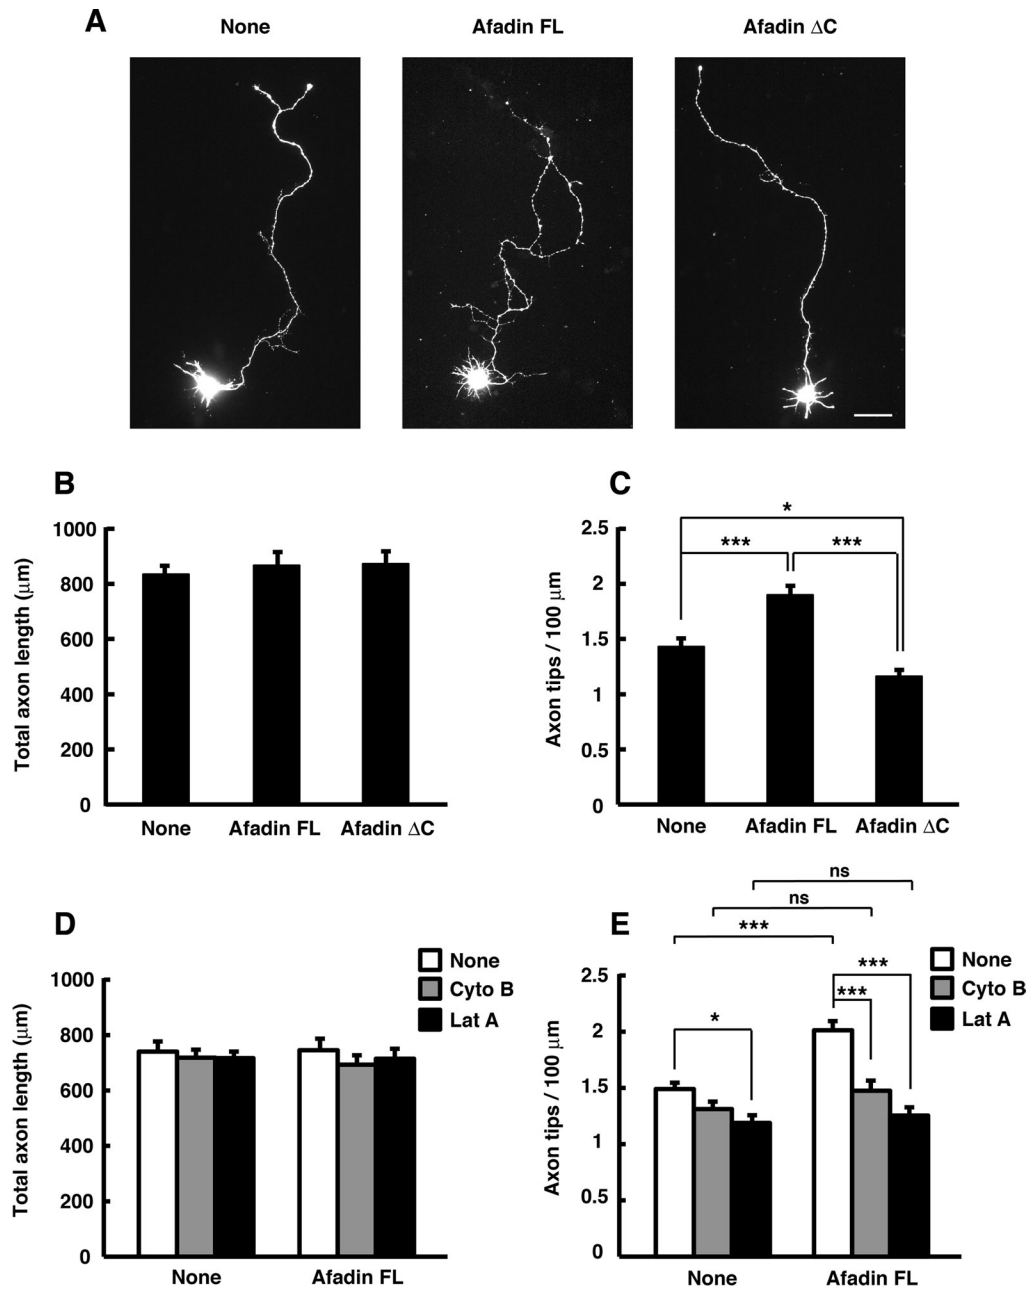 A
None Afadin FL Afadin ΔC
B
Total axon length (μm)
1000
800
600
400
200
0
None Afadin FL Afadin ΔC
C
Axon tips / 100 μm
2.5
2
1.5
1
0.5
0
*
*** ***
None Afadin FL Afadin ΔC
D
Total axon length (μm)
1000
800
600
400
200
0
None
Cyto B
Lat A
None Afadin FL
E
Axon tips / 100 μm
2.5
2
1.5
1
0.5
0
ns
ns
***
***
***
*
None
Cyto B
Lat A
None Afadin FL